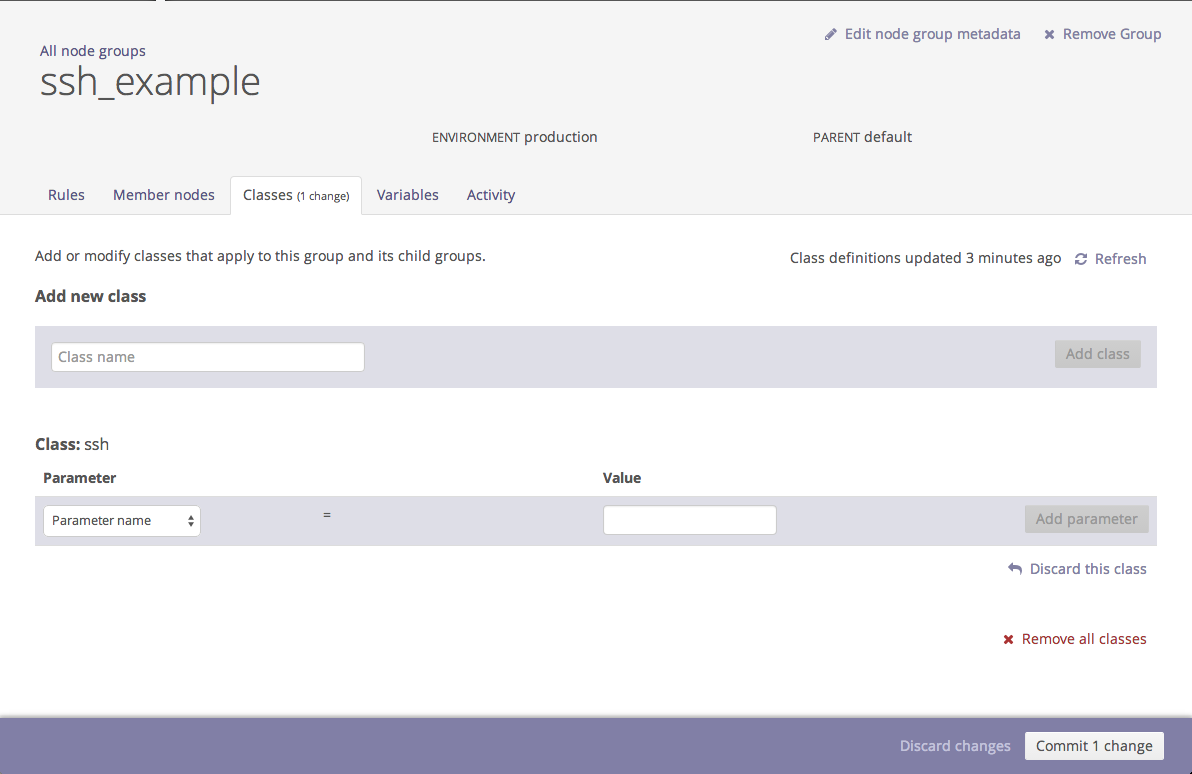 Edit node group metadata Remove Group
All node groups
ssh_example
ENVIRONMENT production PARENT default
Rules Member nodes Classes (1 change) Variables Activity
Add or modify classes that apply to this group and its child groups. Class definitions updated 3 minutes ago Refresh
Add new class
Class name Add class
Class: ssh
Parameter Value
Parameter name = Add parameter
Discard this class
Remove all classes
Discard changes Commit 1 change